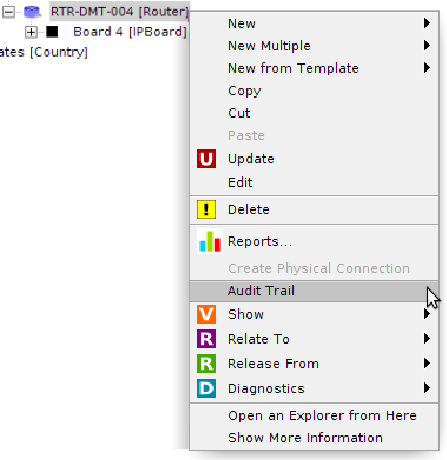 RTR-DMT-004 [Router]
Board 4 [IPBoard]
ates [Country]
New
New Multiple
New from Template
Copy
Cut
Paste
U Update
Edit
! Delete
Reports...
Create Physical Connection
Audit Trail
V Show
R Relate To
R Release From
D Diagnostics
Open an Explorer from Here
Show More Information